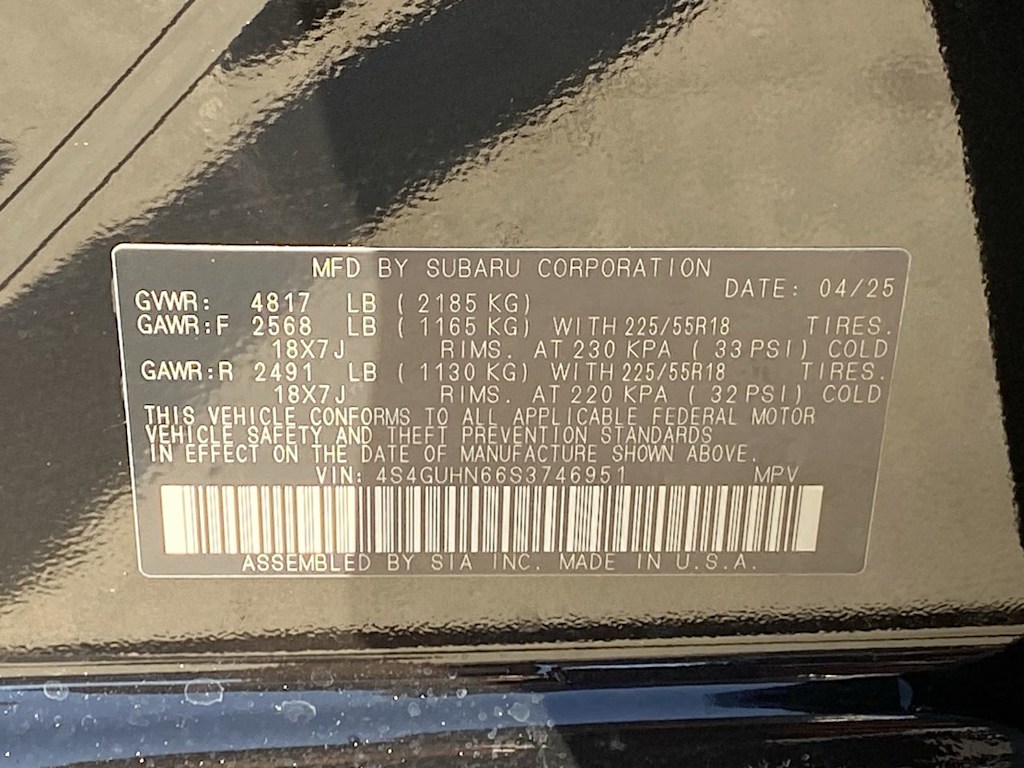 MFD BY SUBARU CORPORATION
DATE: 04/25
GVWR: 4817 LB ( 2185 KG)
GAWR:F 2568 LB ( 1165 KG) WITH 225/55R18 TIRES.
18X7J RIMS. AT 230 KPA ( 33 PSI) COLD
GAWR:R 2491 LB ( 1130 KG) WITH 225/55R18 TIRES.
18X7J RIMS. AT 220 KPA ( 32 PSI) COLD
THIS VEHICLE CONFORMS TO ALL APPLICABLE FEDERAL MOTOR
VEHICLE SAFETY AND THEFT PREVENTION STANDARDS
IN EFFECT ON THE DATE OF MANUFACTURE SHOWN ABOVE.
VIN: 4S4GUHN66S3746951 MPV
ASSEMBLED BY SIA INC. MADE IN U.S.A.